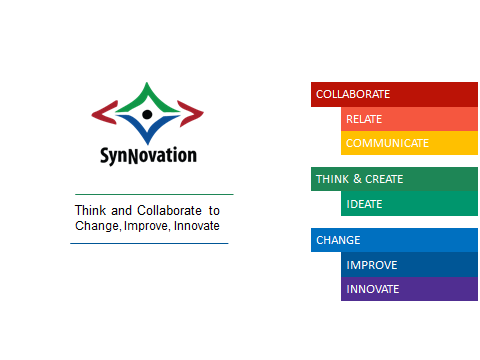 SynNovation
Think and Collaborate to
Change, Improve, Innovate
COLLABORATE
RELATE
COMMUNICATE
THINK & CREATE
IDEATE
CHANGE
IMPROVE
INNOVATE